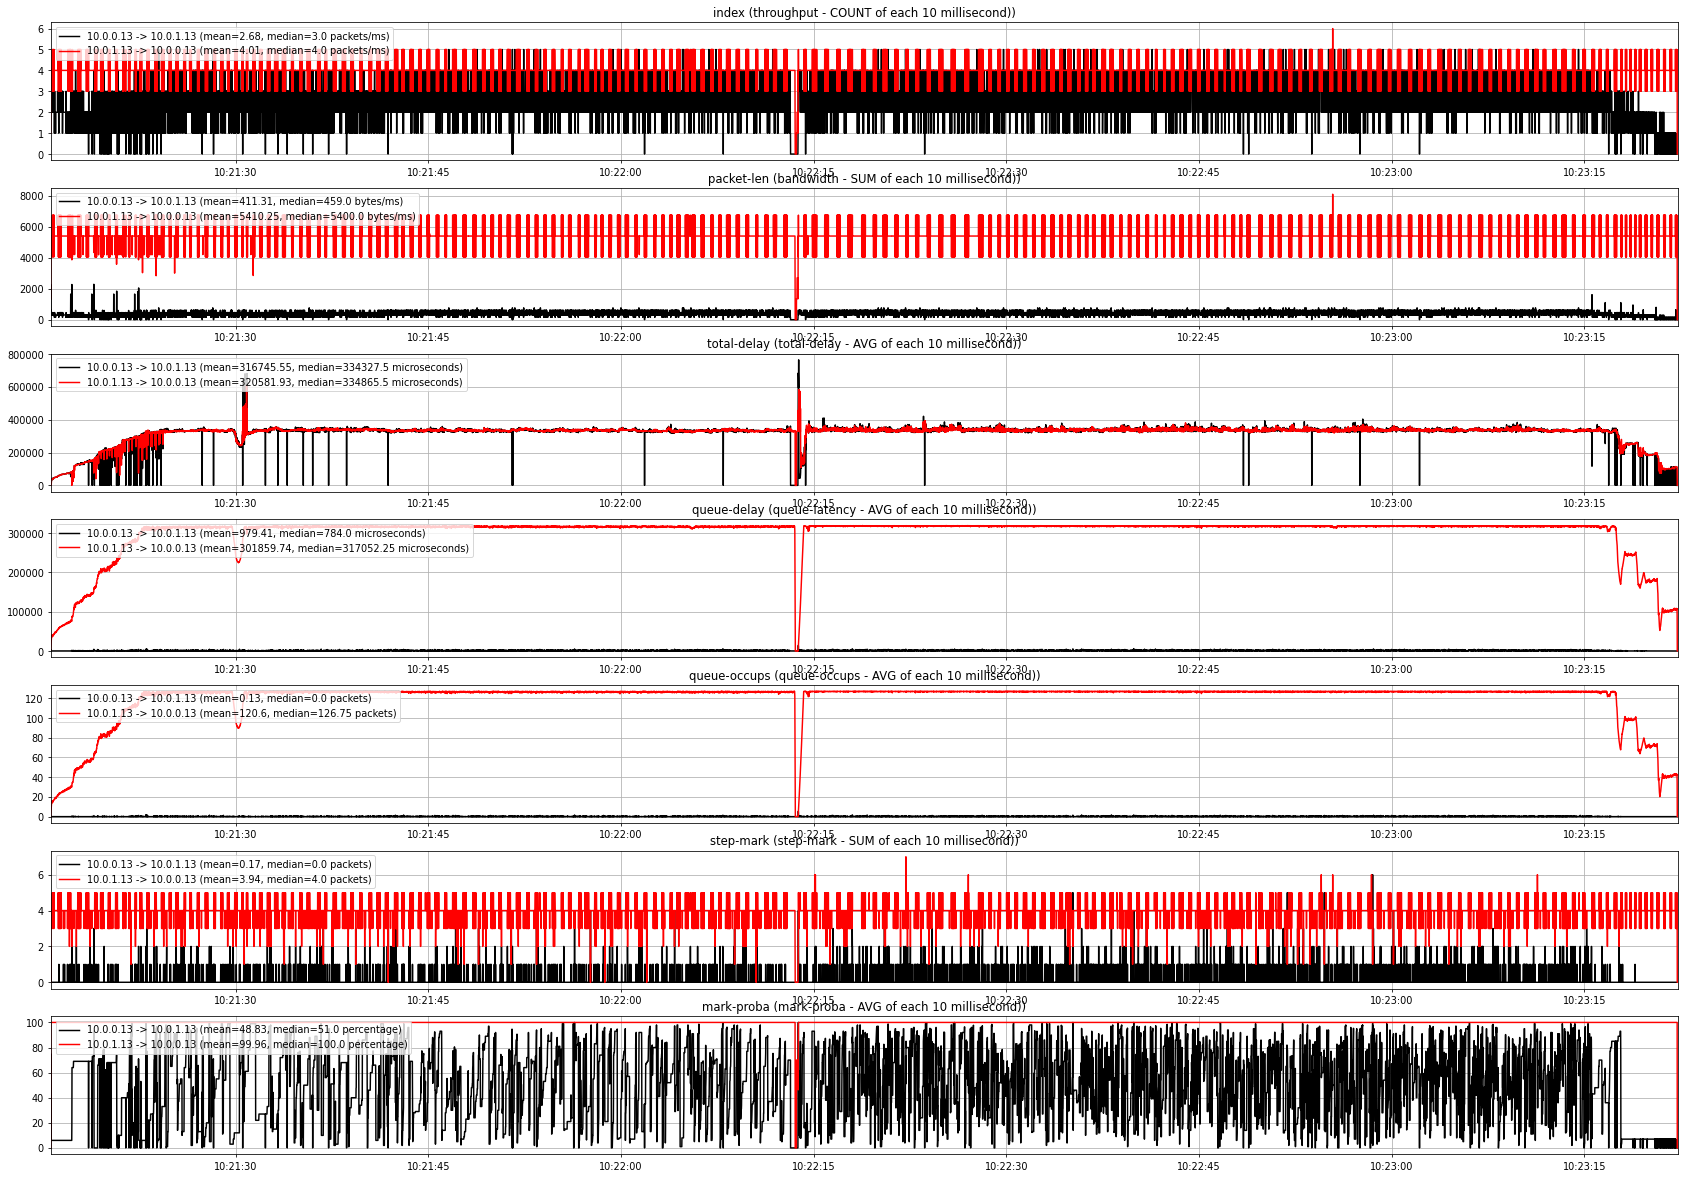 index (throughput - COUNT of each 10 millisecond))
10.0.0.13 -> 10.0.1.13 (mean=2.68, median=3.0 packets/ms)
10.0.1.13 -> 10.0.0.13 (mean=4.01, median=4.0 packets/ms)
6
5
4
3
2
1
0
10:21:30 10:21:45 10:22:00 10:22:15 10:22:30 10:22:45 10:23:00 10:23:15
packet-len (bandwidth - SUM of each 10 millisecond))
10.0.0.13 -> 10.0.1.13 (mean=411.31, median=459.0 bytes/ms)
10.0.1.13 -> 10.0.0.13 (mean=5410.25, median=5400.0 bytes/ms)
8000
6000
4000
2000
0
10:21:30 10:21:45 10:22:00 10:22:15 10:22:30 10:22:45 10:23:00 10:23:15
total-delay (total-delay - AVG of each 10 millisecond))
10.0.0.13 -> 10.0.1.13 (mean=316745.55, median=334327.5 microseconds)
10.0.1.13 -> 10.0.0.13 (mean=320581.93, median=334865.5 microseconds)
800000
600000
400000
200000
0
10:21:30 10:21:45 10:22:00 10:22:15 10:22:30 10:22:45 10:23:00 10:23:15
queue-delay (queue-latency - AVG of each 10 millisecond))
10.0.0.13 -> 10.0.1.13 (mean=979.41, median=784.0 microseconds)
10.0.1.13 -> 10.0.0.13 (mean=301859.74, median=317052.25 microseconds)
300000
200000
100000
0
10:21:30 10:21:45 10:22:00 10:22:15 10:22:30 10:22:45 10:23:00 10:23:15
queue-occups (queue-occups - AVG of each 10 millisecond))
10.0.0.13 -> 10.0.1.13 (mean=0.13, median=0.0 packets)
10.0.1.13 -> 10.0.0.13 (mean=120.6, median=126.75 packets)
120
100
80
60
40
20
0
10:21:30 10:21:45 10:22:00 10:22:15 10:22:30 10:22:45 10:23:00 10:23:15
step-mark (step-mark - SUM of each 10 millisecond))
10.0.0.13 -> 10.0.1.13 (mean=0.17, median=0.0 packets)
10.0.1.13 -> 10.0.0.13 (mean=3.94, median=4.0 packets)
6
4
2
0
10:21:30 10:21:45 10:22:00 10:22:15 10:22:30 10:22:45 10:23:00 10:23:15
mark-proba (mark-proba - AVG of each 10 millisecond))
10.0.0.13 -> 10.0.1.13 (mean=48.83, median=51.0 percentage)
10.0.1.13 -> 10.0.0.13 (mean=99.96, median=100.0 percentage)
100
80
60
40
20
0
10:21:30 10:21:45 10:22:00 10:22:15 10:22:30 10:22:45 10:23:00 10:23:15